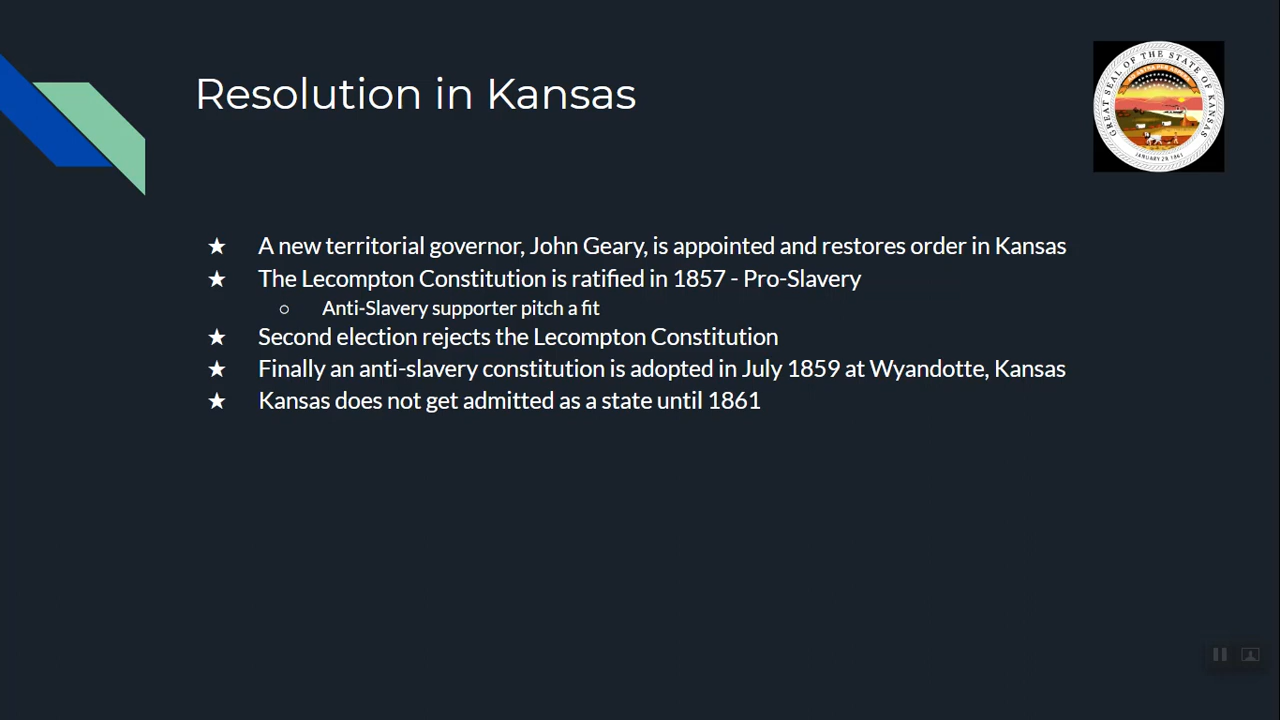 Resolution in Kansas
GREAT SEAL OF THE STATE OF KANSAS
JANUARY 29, 1861
★ A new territorial governor, John Geary, is appointed and restores order in Kansas
★ The Lecompton Constitution is ratified in 1857 - Pro-Slavery
○ Anti-Slavery supporter pitch a fit
★ Second election rejects the Lecompton Constitution
★ Finally an anti-slavery constitution is adopted in July 1859 at Wyandotte, Kansas
★ Kansas does not get admitted as a state until 1861